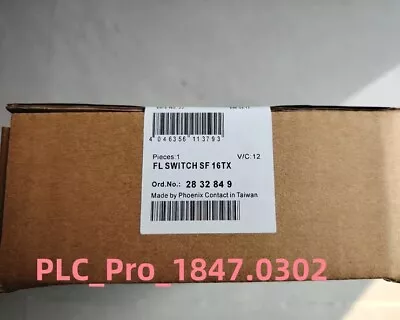 4 046356 113793
Pieces:1 V/C:12
FL SWITCH SF 16TX
Ord.No.: 28 32 84 9
Made by Phoenix Contact in Taiwan
PLC_Pro_1847.0302